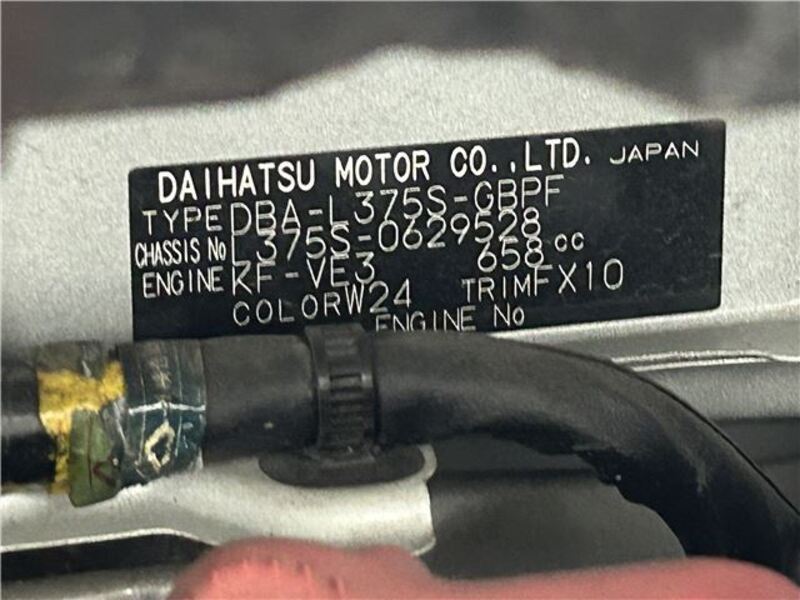 DAIHATSU MOTOR CO.,LTD. JAPAN
TYPE DBA-L375S-GBPF
CHASSIS No L375S-0629528
ENGINE KF-VE3 658cc
COLOR W24 TRIM FX10
ENGINE No